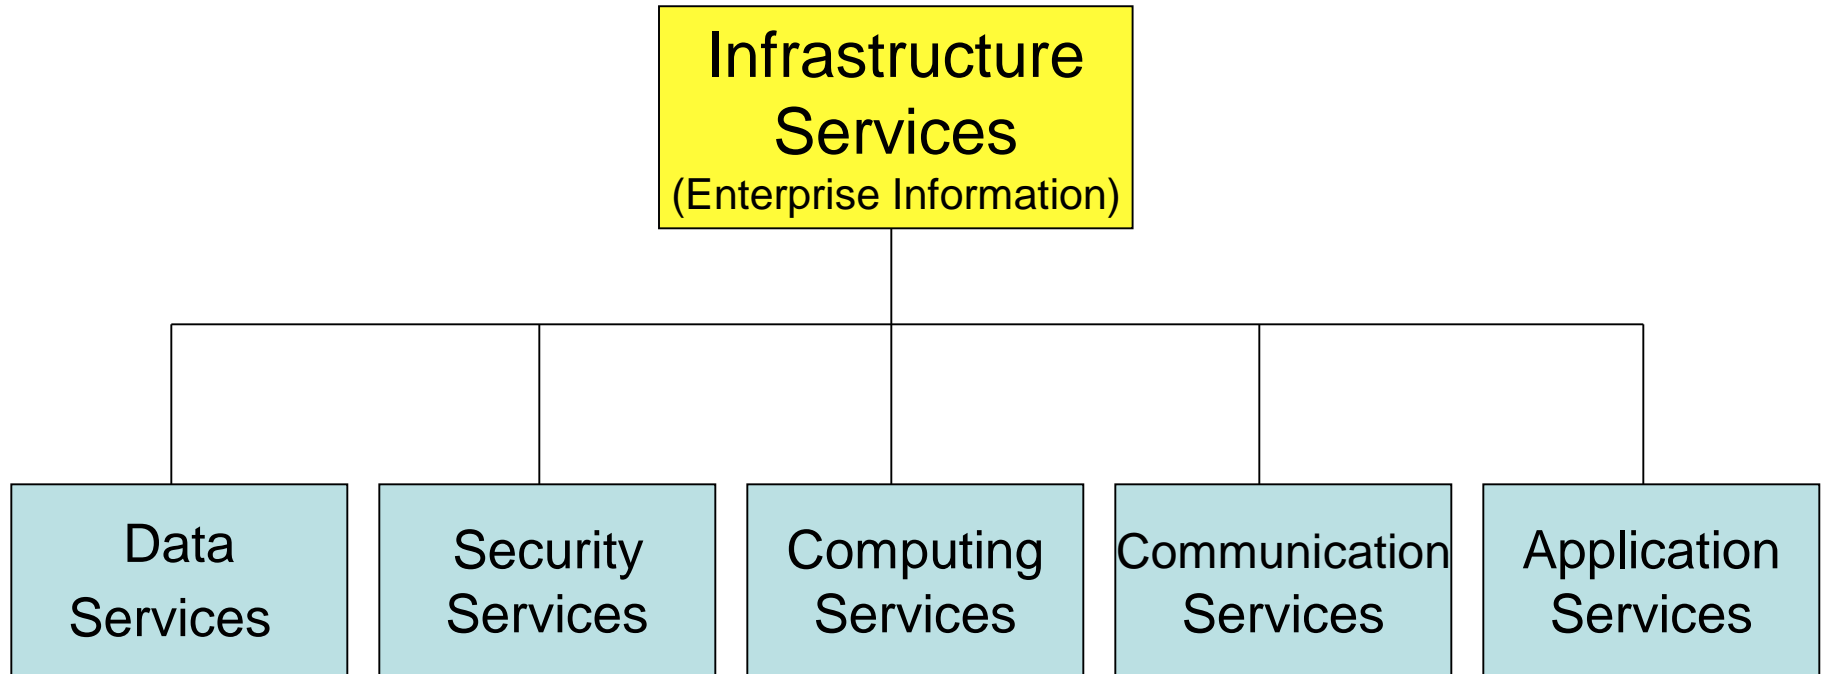 Infrastructure
Services
(Enterprise Information)
Data
Services
Security
Services
Computing
Services
Communication
Services
Application
Services